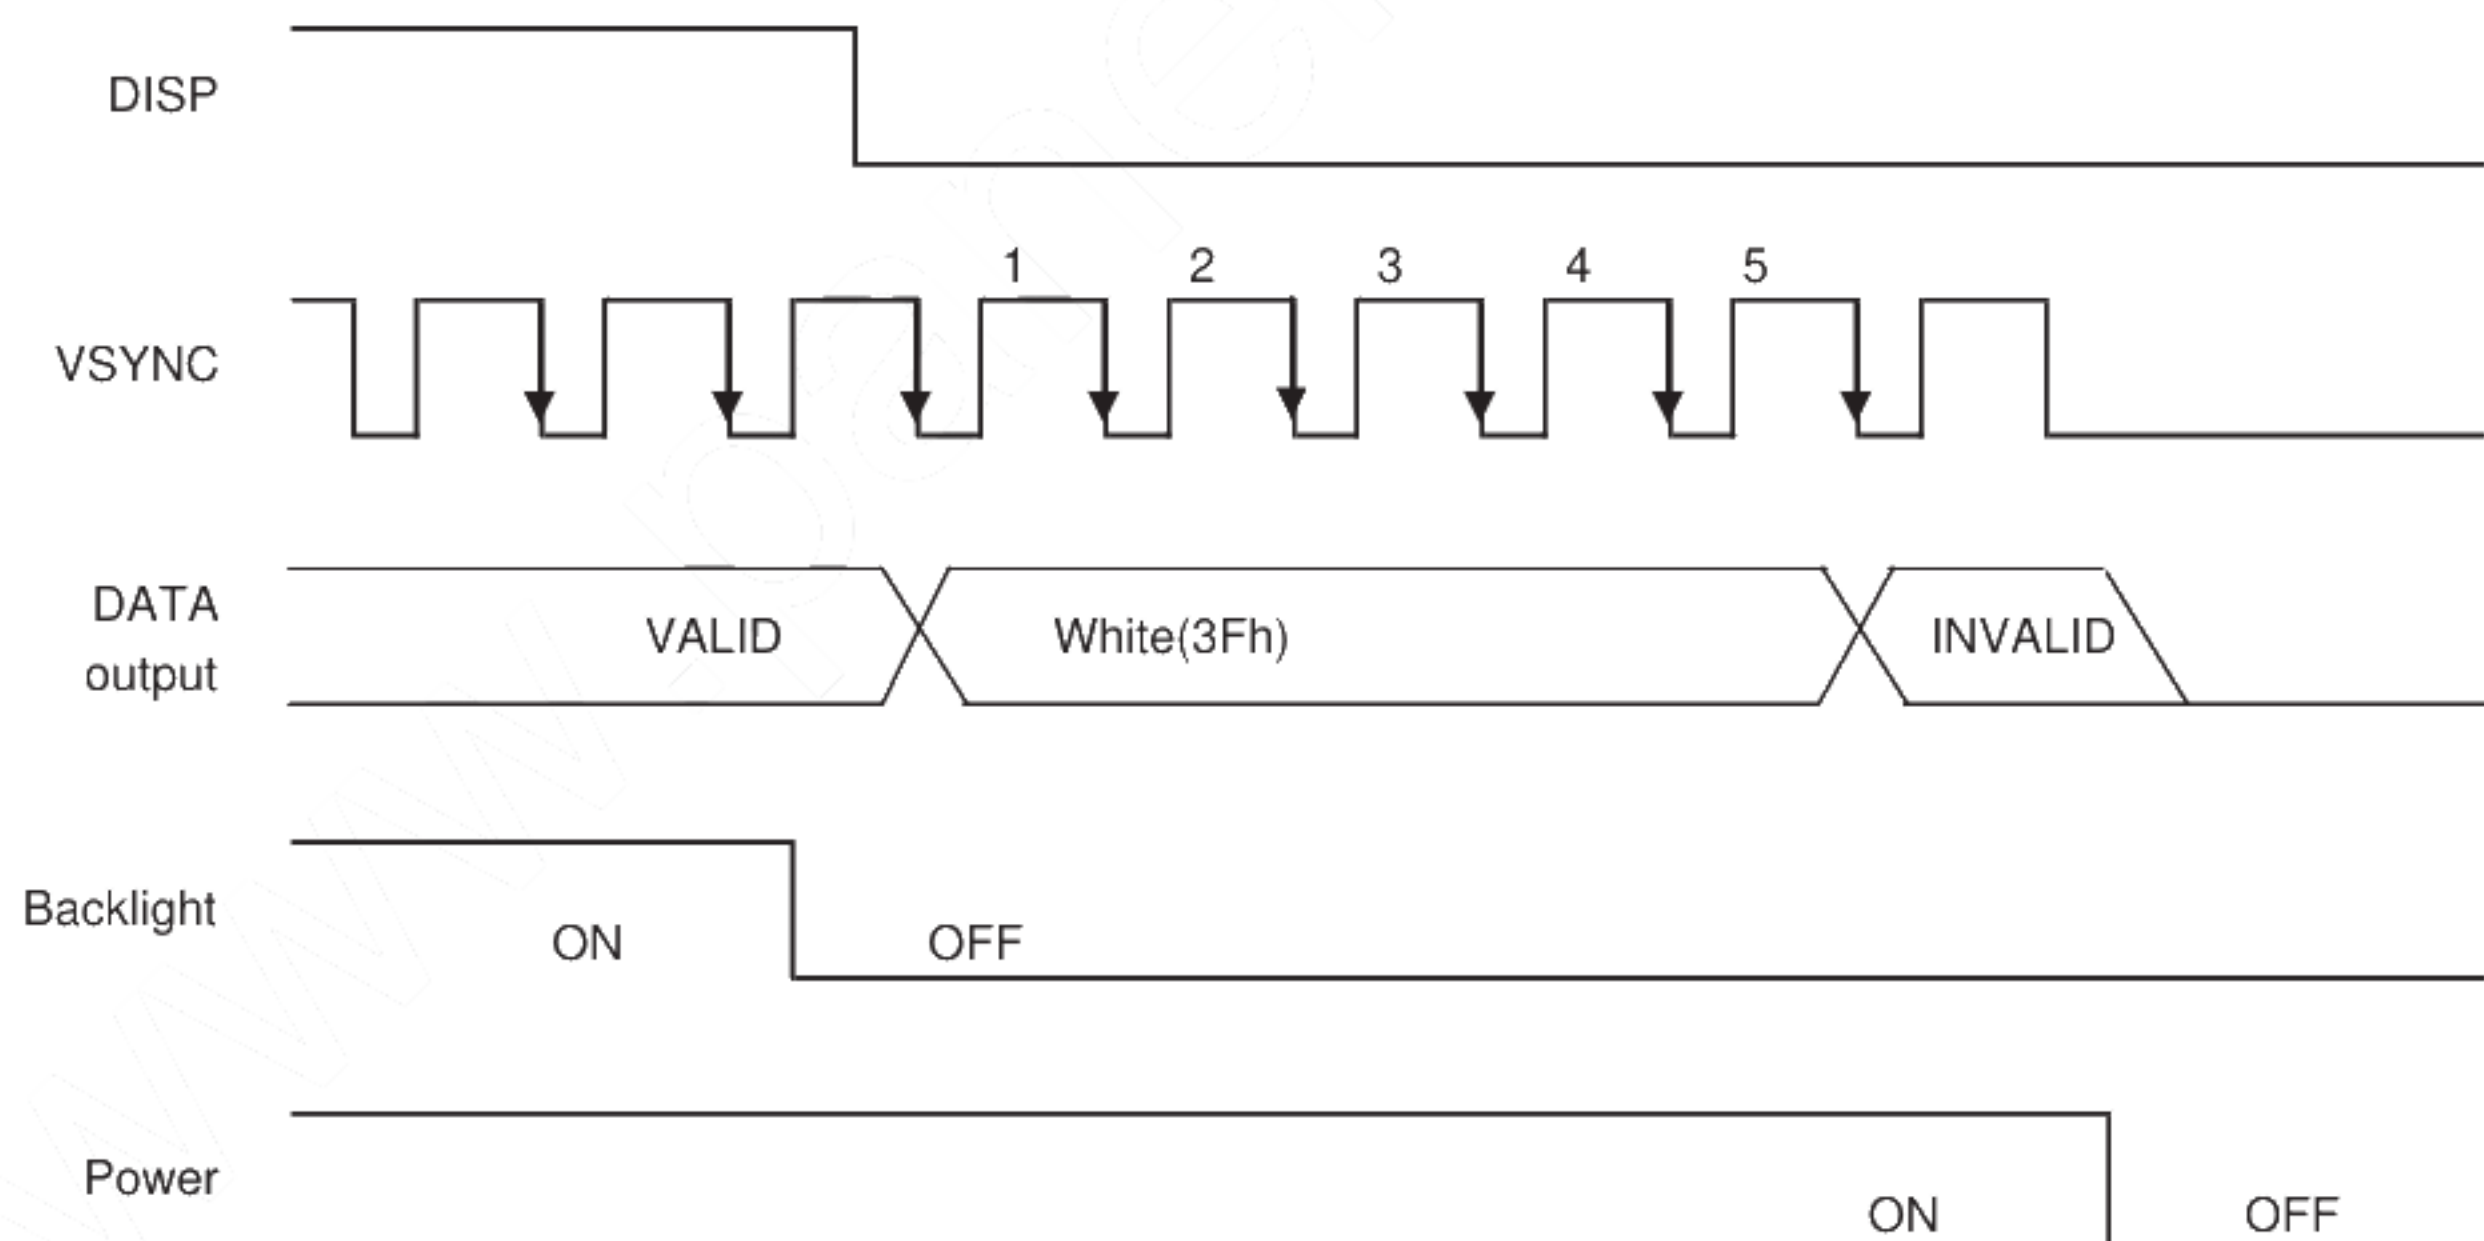 DISP
1 2 3 4 5
VSYNC
DATA
output
VALID White(3Fh) INVALID
Backlight
ON OFF
Power
ON OFF